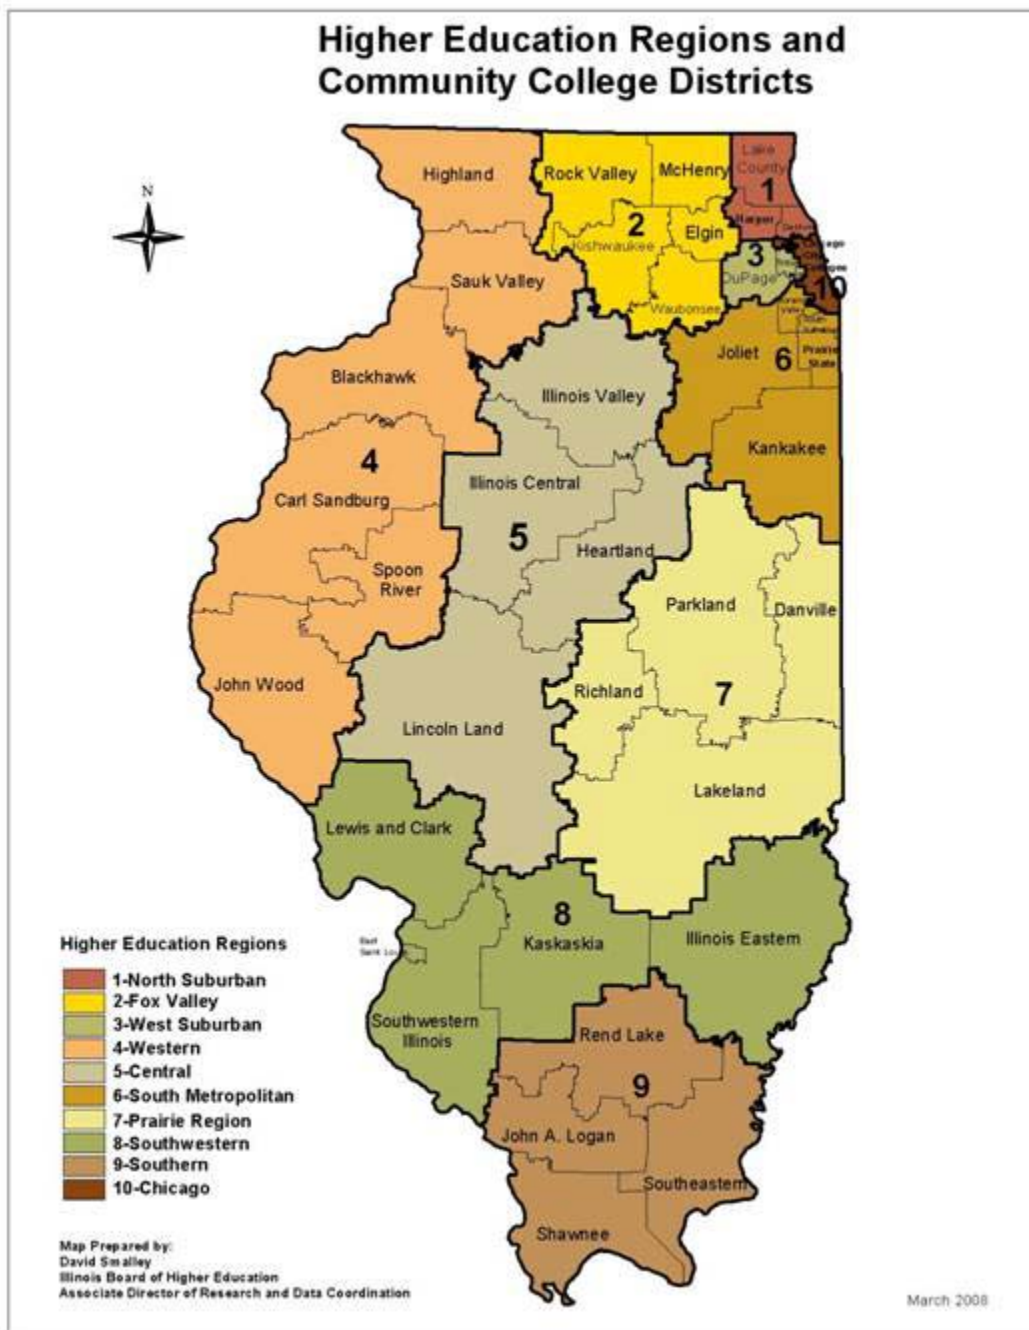 Higher Education Regions and
Community College Districts
N
Highland
Rock Valley
McHenry
Lake
County
1
Harper
2
Kishwaukee
Elgin
3
DuPage
10
Sauk Valley
Waubonsee
Joliet
6
Prairie
State
Blackhawk
Illinois Valley
Kankakee
4
Carl Sandburg
Illinois Central
5
Heartland
Spoon
River
Parkland
Danville
John Wood
Richland
7
Lincoln Land
Lakeland
Lewis and Clark
8
Kaskaskia
Illinois Eastern
East
Southwestern
Illinois
Rend Lake
9
John A. Logan
Southeastern
Shawnee
Higher Education Regions
1-North Suburban
2-Fox Valley
3-West Suburban
4-Western
5-Central
6-South Metropolitan
7-Prairie Region
8-Southwestern
9-Southern
10-Chicago
Map Prepared by:
David Smalley
Illinois Board of Higher Education
Associate Director of Research and Data Coordination
March 2008